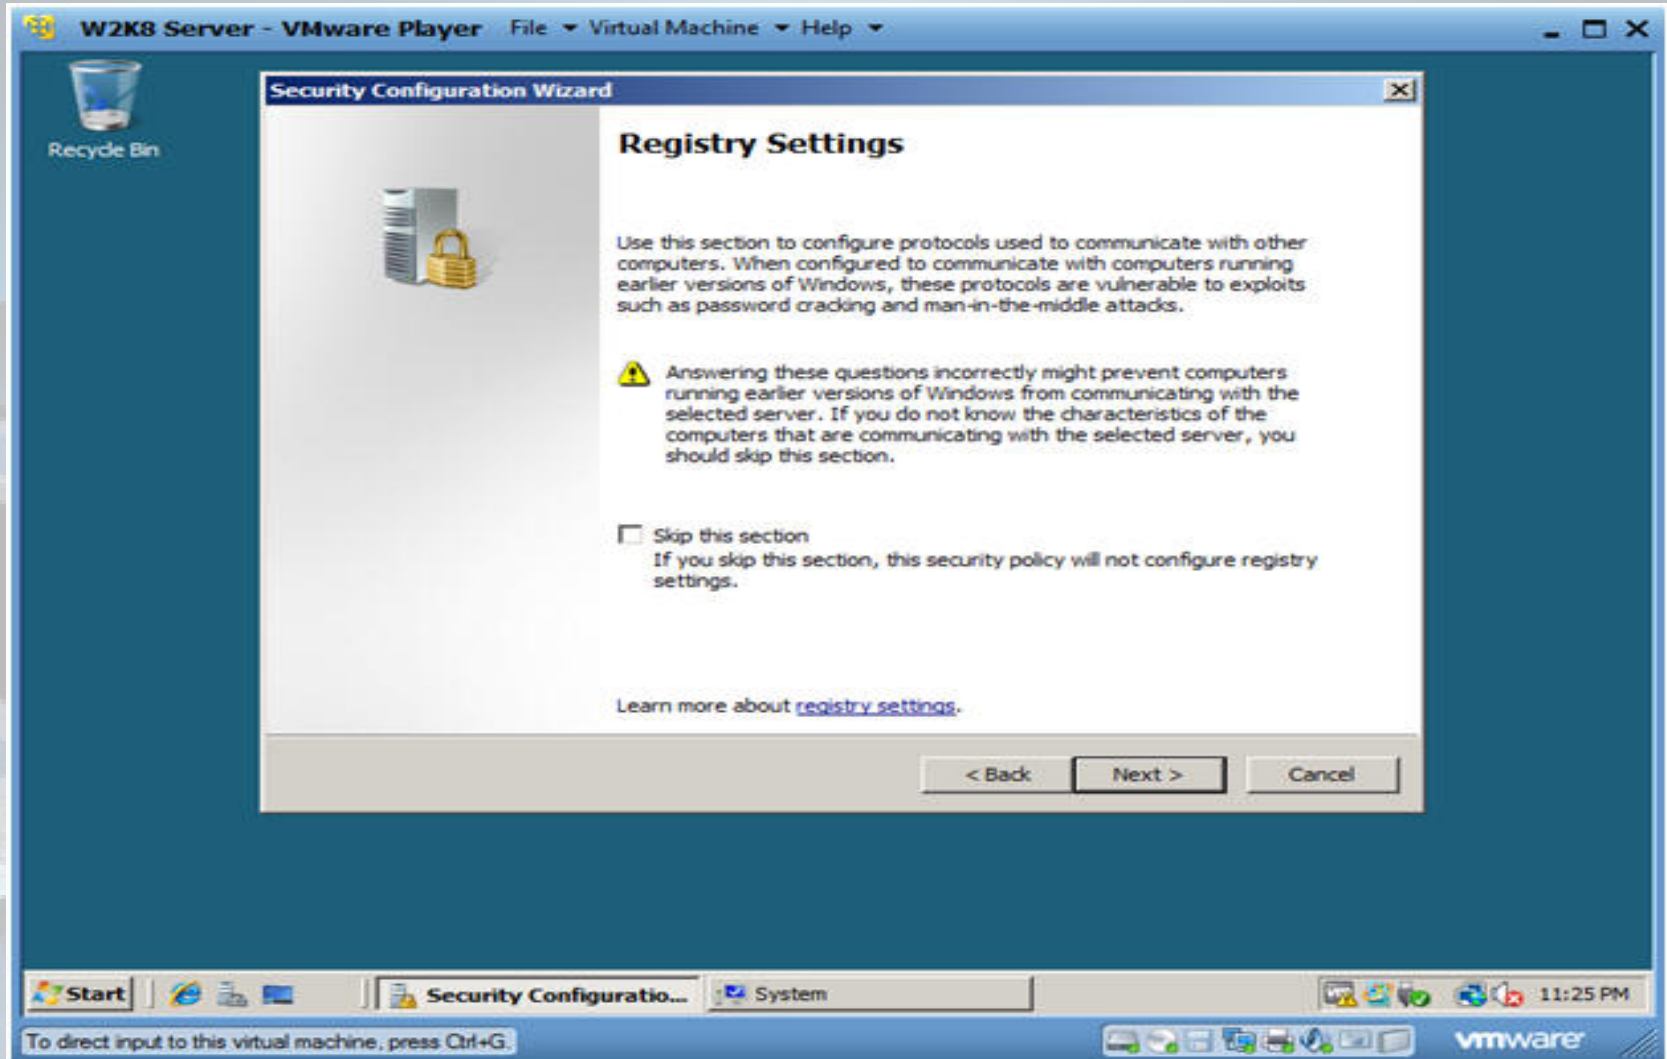 W2K8 Server - VMware Player File Virtual Machine Help
Recycle Bin
Security Configuration Wizard
Registry Settings
Use this section to configure protocols used to communicate with other
computers. When configured to communicate with computers running
earlier versions of Windows, these protocols are vulnerable to exploits
such as password cracking and man-in-the-middle attacks.
Answering these questions incorrectly might prevent computers
running earlier versions of Windows from communicating with the
selected server. If you do not know the characteristics of the
computers that are communicating with the selected server, you
should skip this section.
Skip this section
If you skip this section, this security policy will not configure registry
settings.
Learn more about registry settings.
< Back Next > Cancel
Start Security Configuratio... System 11:25 PM
To direct input to this virtual machine, press Ctrl+G. vmware